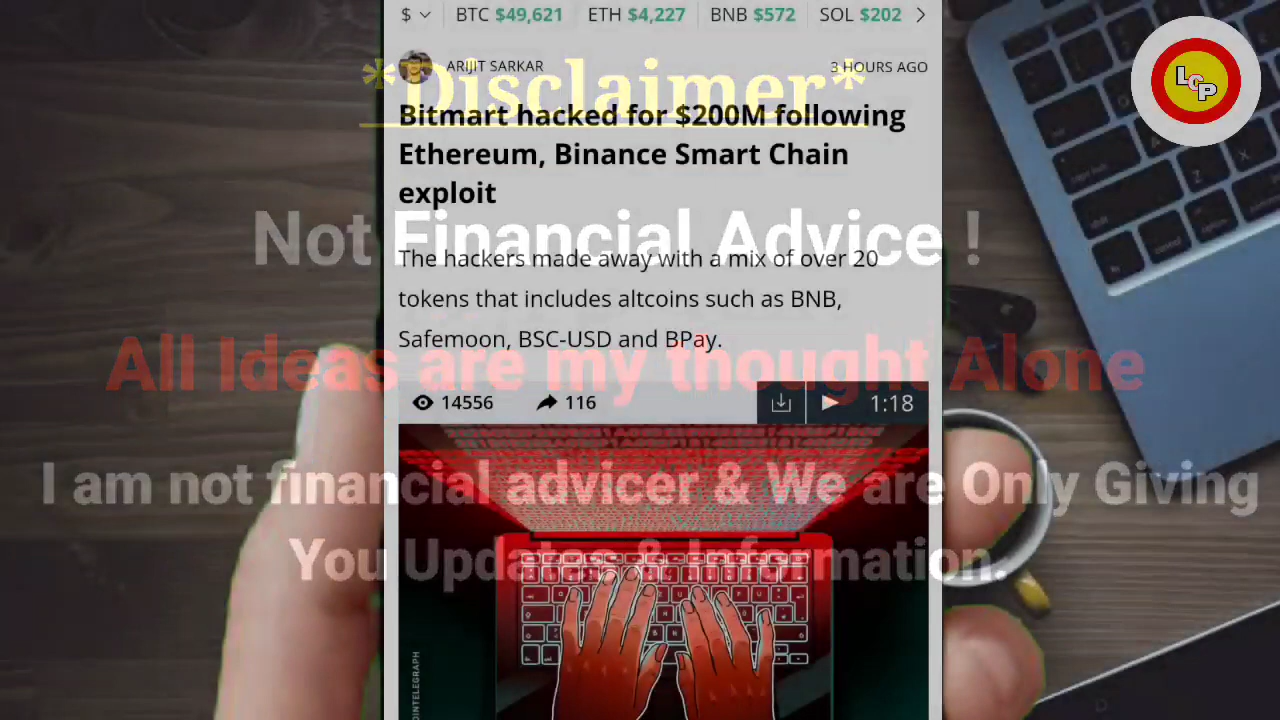 $ BTC $49,621 ETH $4,227 BNB $572 SOL $202
LCP
ARIJIT SARKAR 3 HOURS AGO
*Disclaimer*
Bitmart hacked for $200M following
Ethereum, Binance Smart Chain
exploit
Not Financial Advice !
The hackers made away with a mix of over 20
tokens that includes altcoins such as BNB,
Safemoon, BSC-USD and BPay.
All Ideas are my thought Alone
14556 116 1:18
I am not financial advicer & We are Only Giving
You Updates & Information.